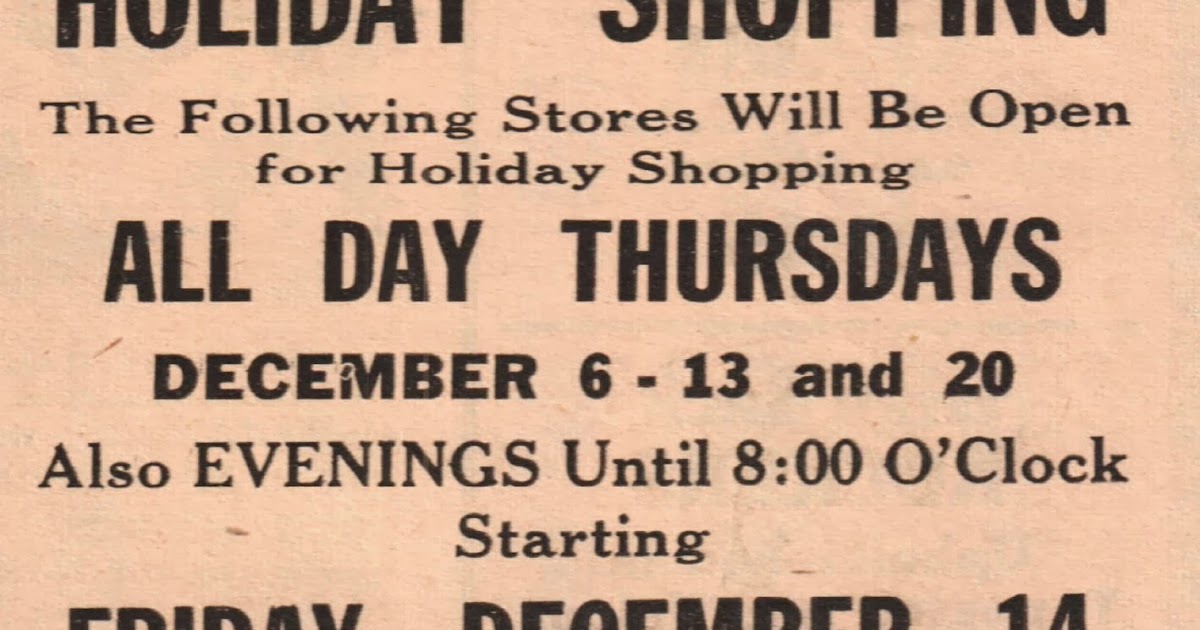 HOLIDAY SHOPPING
The Following Stores Will Be Open
for Holiday Shopping
ALL DAY THURSDAYS
DECEMBER 6 - 13 and 20
Also EVENINGS Until 8:00 O'Clock
Starting
FRIDAY DECEMBER 14